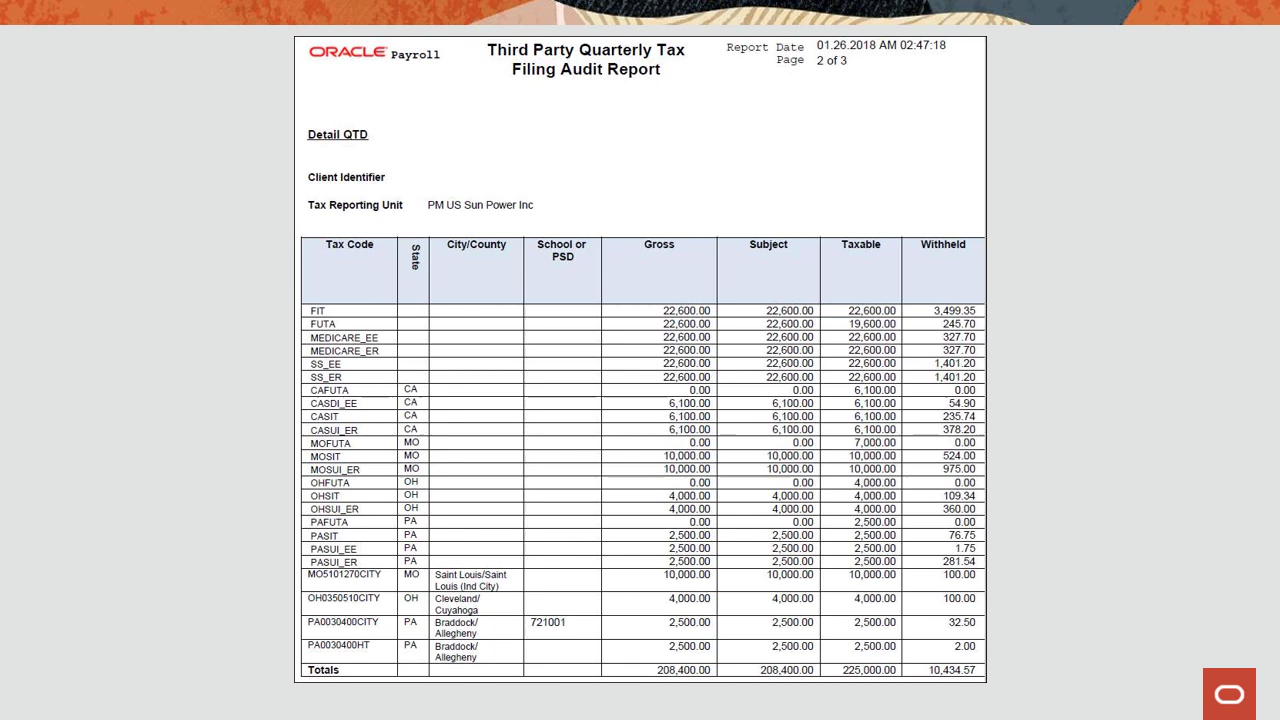 ORACLE Payroll
Third Party Quarterly Tax
Filing Audit Report
Report Date 01.26.2018 AM 02:47:18
Page 2 of 3
Detail QTD
Client Identifier
Tax Reporting Unit PM US Sun Power Inc
Tax Code State City/County School or Gross Subject Taxable Withheld
PSD
FIT 22,600.00 22,600.00 22,600.00 3,499.35
FUTA 22,600.00 22,600.00 19,600.00 245.70
MEDICARE_EE 22,600.00 22,600.00 22,600.00 327.70
MEDICARE_ER 22,600.00 22,600.00 22,600.00 327.70
SS_EE 22,600.00 22,600.00 22,600.00 1,401.20
SS_ER 22,600.00 22,600.00 22,600.00 1,401.20
CAFUTA CA 0.00 0.00 6,100.00 0.00
CASDI_EE CA 6,100.00 6,100.00 6,100.00 54.90
CASIT CA 6,100.00 6,100.00 6,100.00 235.74
CASUI_ER CA 6,100.00 6,100.00 6,100.00 378.20
MOFUTA MO 0.00 0.00 7,000.00 0.00
MOSIT MO 10,000.00 10,000.00 10,000.00 524.00
MOSUI_ER MO 10,000.00 10,000.00 10,000.00 975.00
OHFUTA OH 0.00 0.00 4,000.00 0.00
OHSIT OH 4,000.00 4,000.00 4,000.00 109.34
OHSUI_ER OH 4,000.00 4,000.00 4,000.00 360.00
PAFUTA PA 0.00 0.00 2,500.00 0.00
PASIT PA 2,500.00 2,500.00 2,500.00 76.75
PASUI_EE PA 2,500.00 2,500.00 2,500.00 1.75
PASUI_ER PA 2,500.00 2,500.00 2,500.00 281.54
MO5101270CITY MO Saint Louis/Saint 10,000.00 10,000.00 10,000.00 100.00
Louis (Ind City)
OH0350510CITY OH Cleveland/ 4,000.00 4,000.00 4,000.00 100.00
Cuyahoga
PA0030400CITY PA Braddock/ 721001 2,500.00 2,500.00 2,500.00 32.50
Allegheny
PA0030400HT PA Braddock/ 2,500.00 2,500.00 2,500.00 2.00
Allegheny
Totals 208,400.00 208,400.00 225,000.00 10,434.57